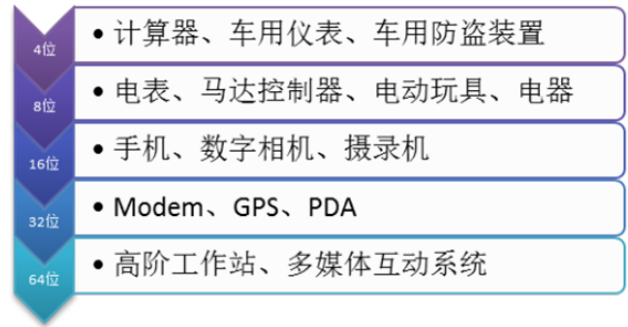 4位
• 计算器、车用仪表、车用防盗装置
8位
• 电表、马达控制器、电动玩具、电器
16位
• 手机、数字相机、摄录机
32位
• Modem、GPS、PDA
64位
• 高阶工作站、多媒体互动系统